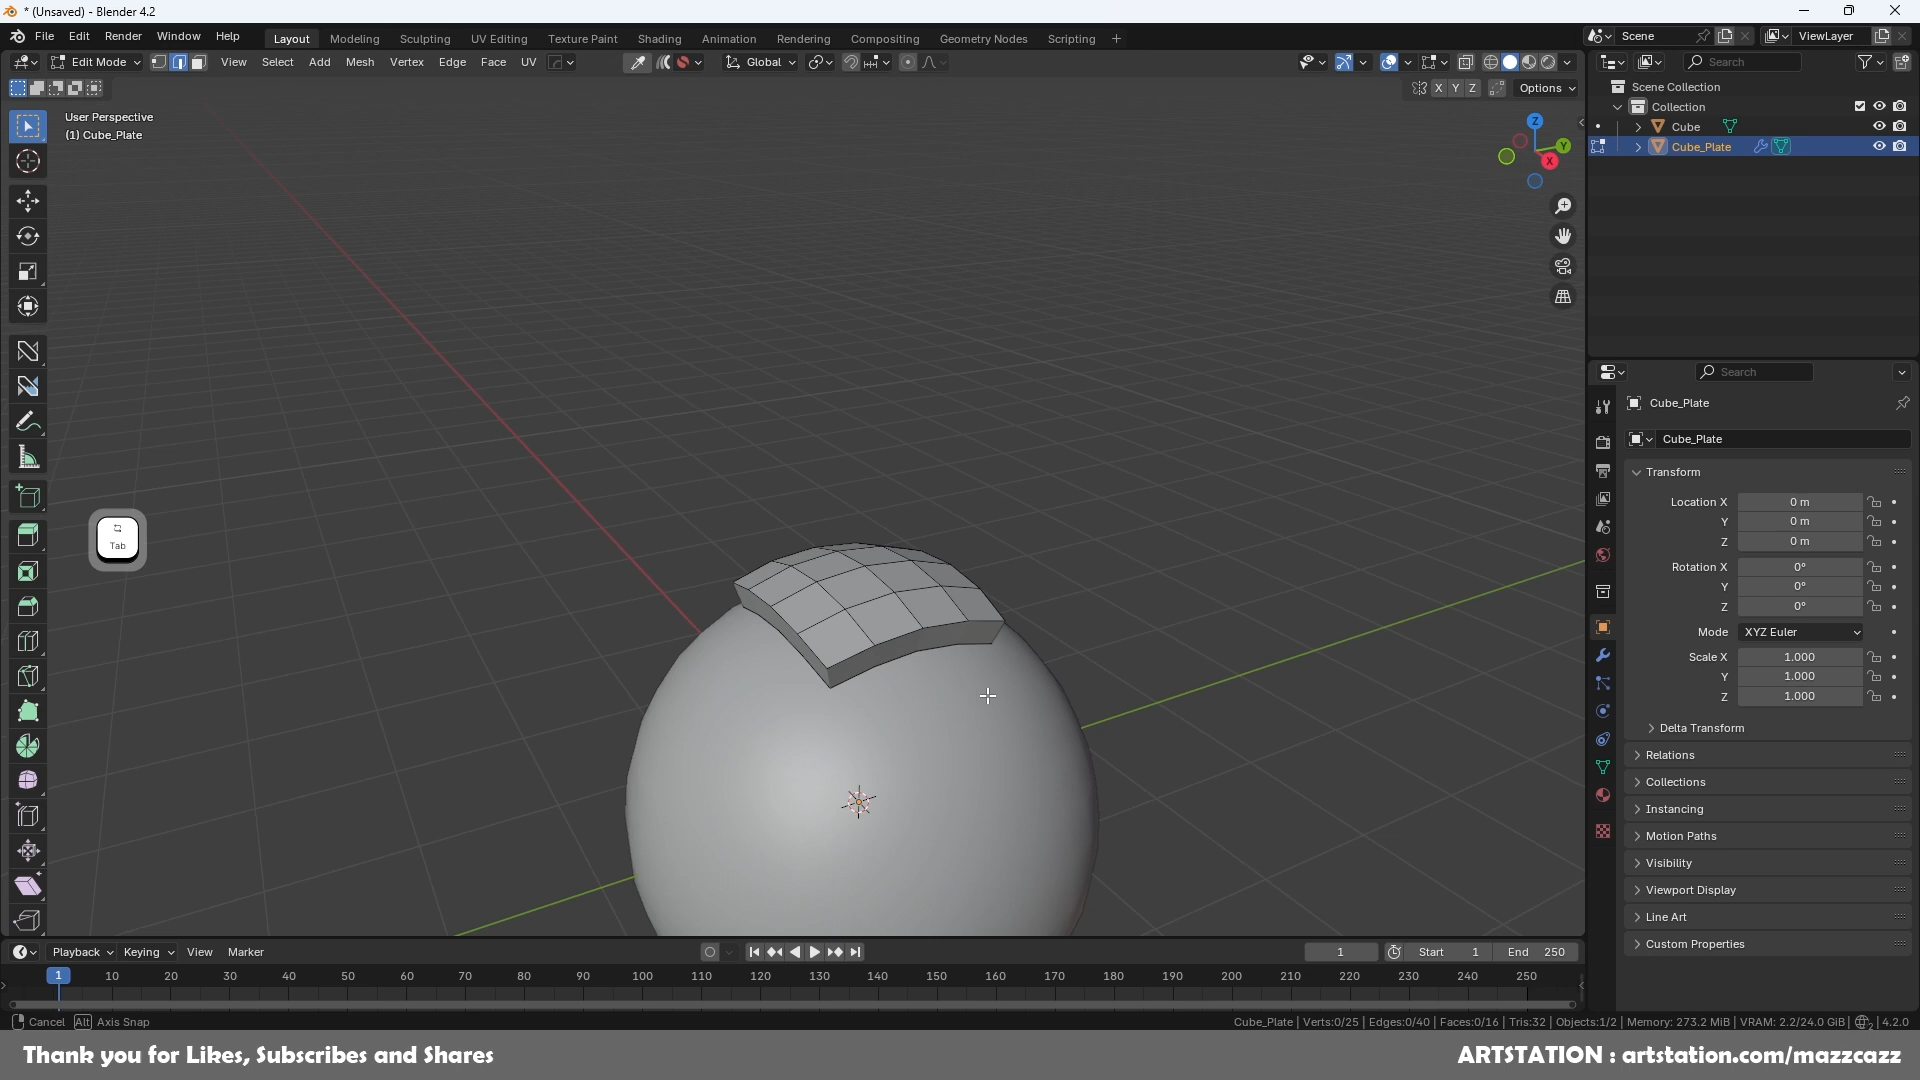 * (Unsaved) - Blender 4.2
File Edit Render Window Help Layout Modeling Sculpting UV Editing Texture Paint Shading Animation Rendering Compositing Geometry Nodes Scripting + Scene ViewLayer
Edit Mode View Select Add Mesh Vertex Edge Face UV Global Search
X Y Z Options
Scene Collection
Collection
Cube
Cube_Plate
User Perspective
(1) Cube_Plate
Z
Y
X
Search
Cube_Plate
Cube_Plate
Transform
Location X 0 m
Y 0 m
Z 0 m
Rotation X 0°
Y 0°
Z 0°
Mode XYZ Euler
Scale X 1.000
Y 1.000
Z 1.000
Delta Transform
Relations
Collections
Instancing
Motion Paths
Visibility
Viewport Display
Line Art
Custom Properties
Tab
Playback Keying View Marker 1 Start 1 End 250
1 10 20 30 40 50 60 70 80 90 100 110 120 130 140 150 160 170 180 190 200 210 220 230 240 250
Cancel Alt Axis Snap Cube_Plate | Verts:0/25 | Edges:0/40 | Faces:0/16 | Tris:32 | Objects:1/2 | Memory: 273.2 MiB | VRAM: 2.2/24.0 GiB | 2 | 4.2.0
Thank you for Likes, Subscribes and Shares ARTSTATION : artstation.com/mazzcazz